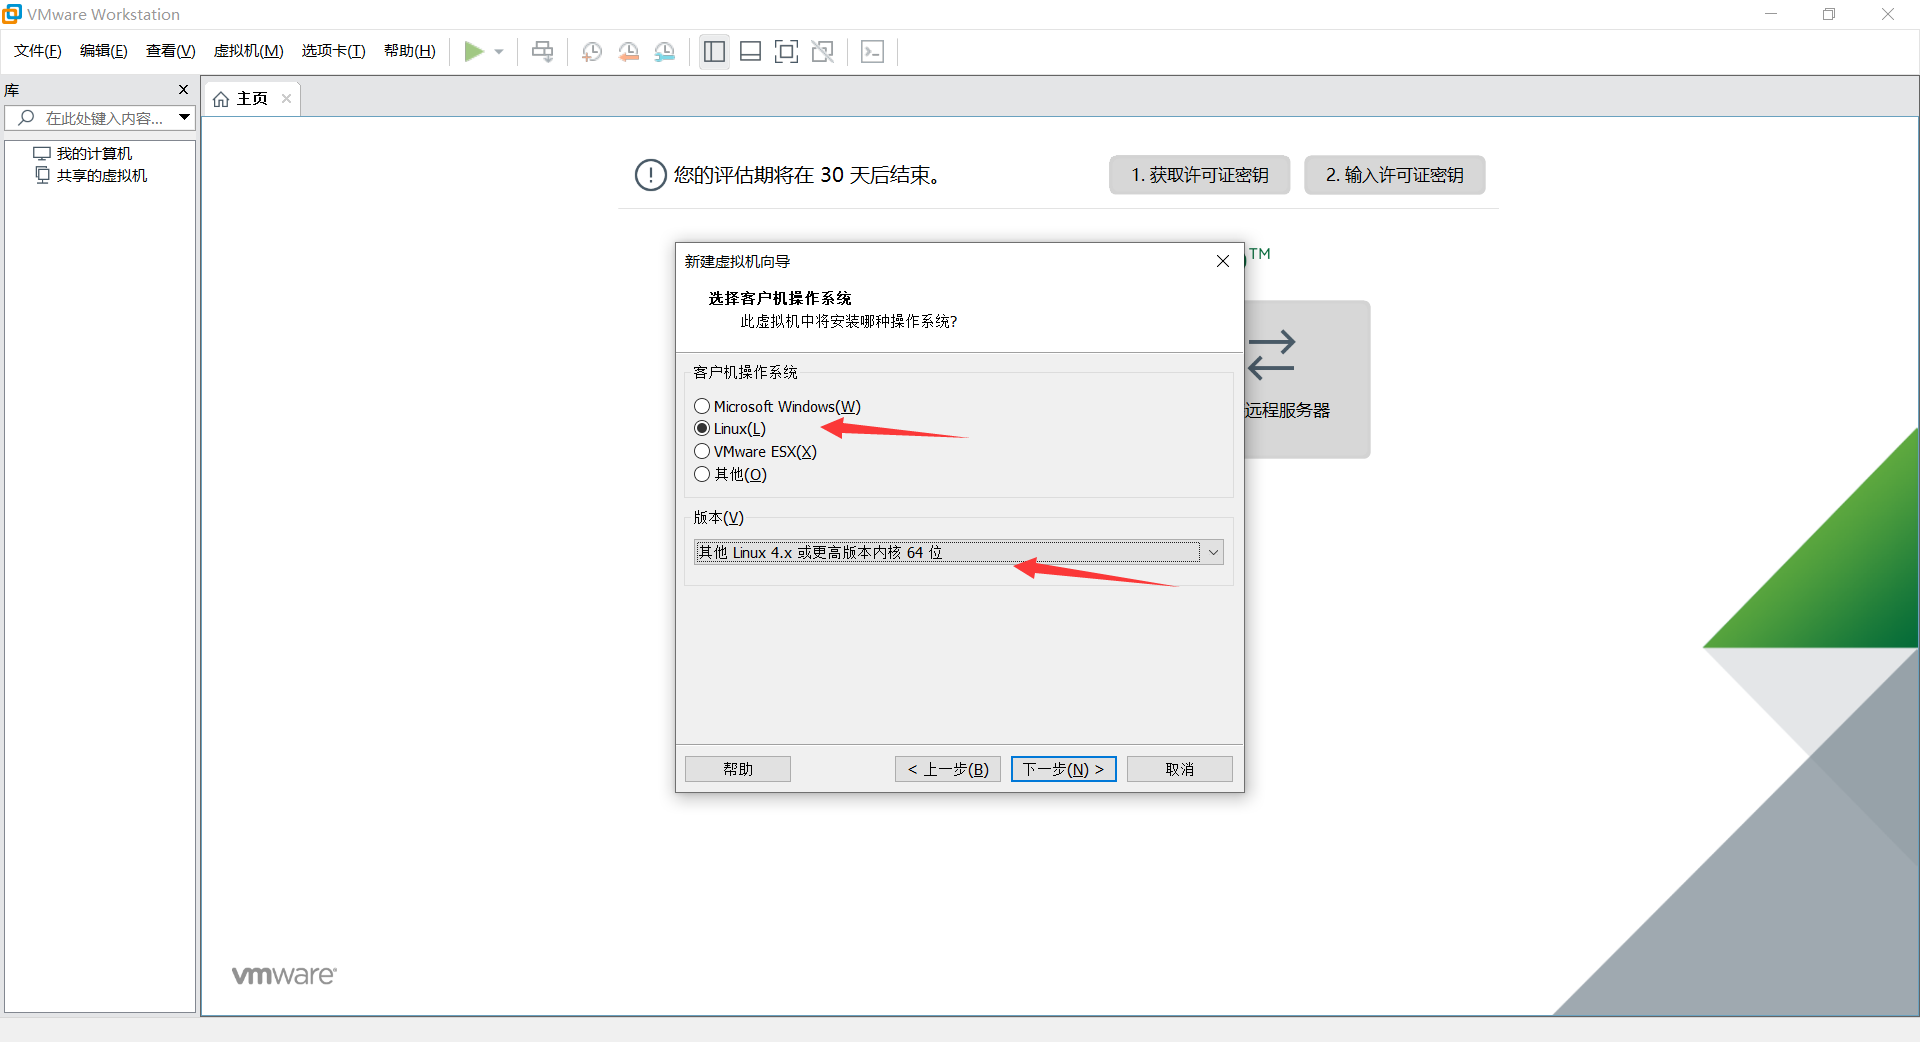 VMware Workstation
文件(F) 编辑(E) 查看(V) 虚拟机(M) 选项卡(T) 帮助(H)
库
主页
在此处键入内容...
我的计算机
共享的虚拟机
您的评估期将在 30 天后结束。
1. 获取许可证密钥
2. 输入许可证密钥
TM
远程服务器
新建虚拟机向导
选择客户机操作系统
此虚拟机中将安装哪种操作系统?
客户机操作系统
Microsoft Windows(W)
Linux(L)
VMware ESX(X)
其他(O)
版本(V)
其他 Linux 4.x 或更高版本内核 64 位
帮助
< 上一步(B)
下一步(N) >
取消
vmware